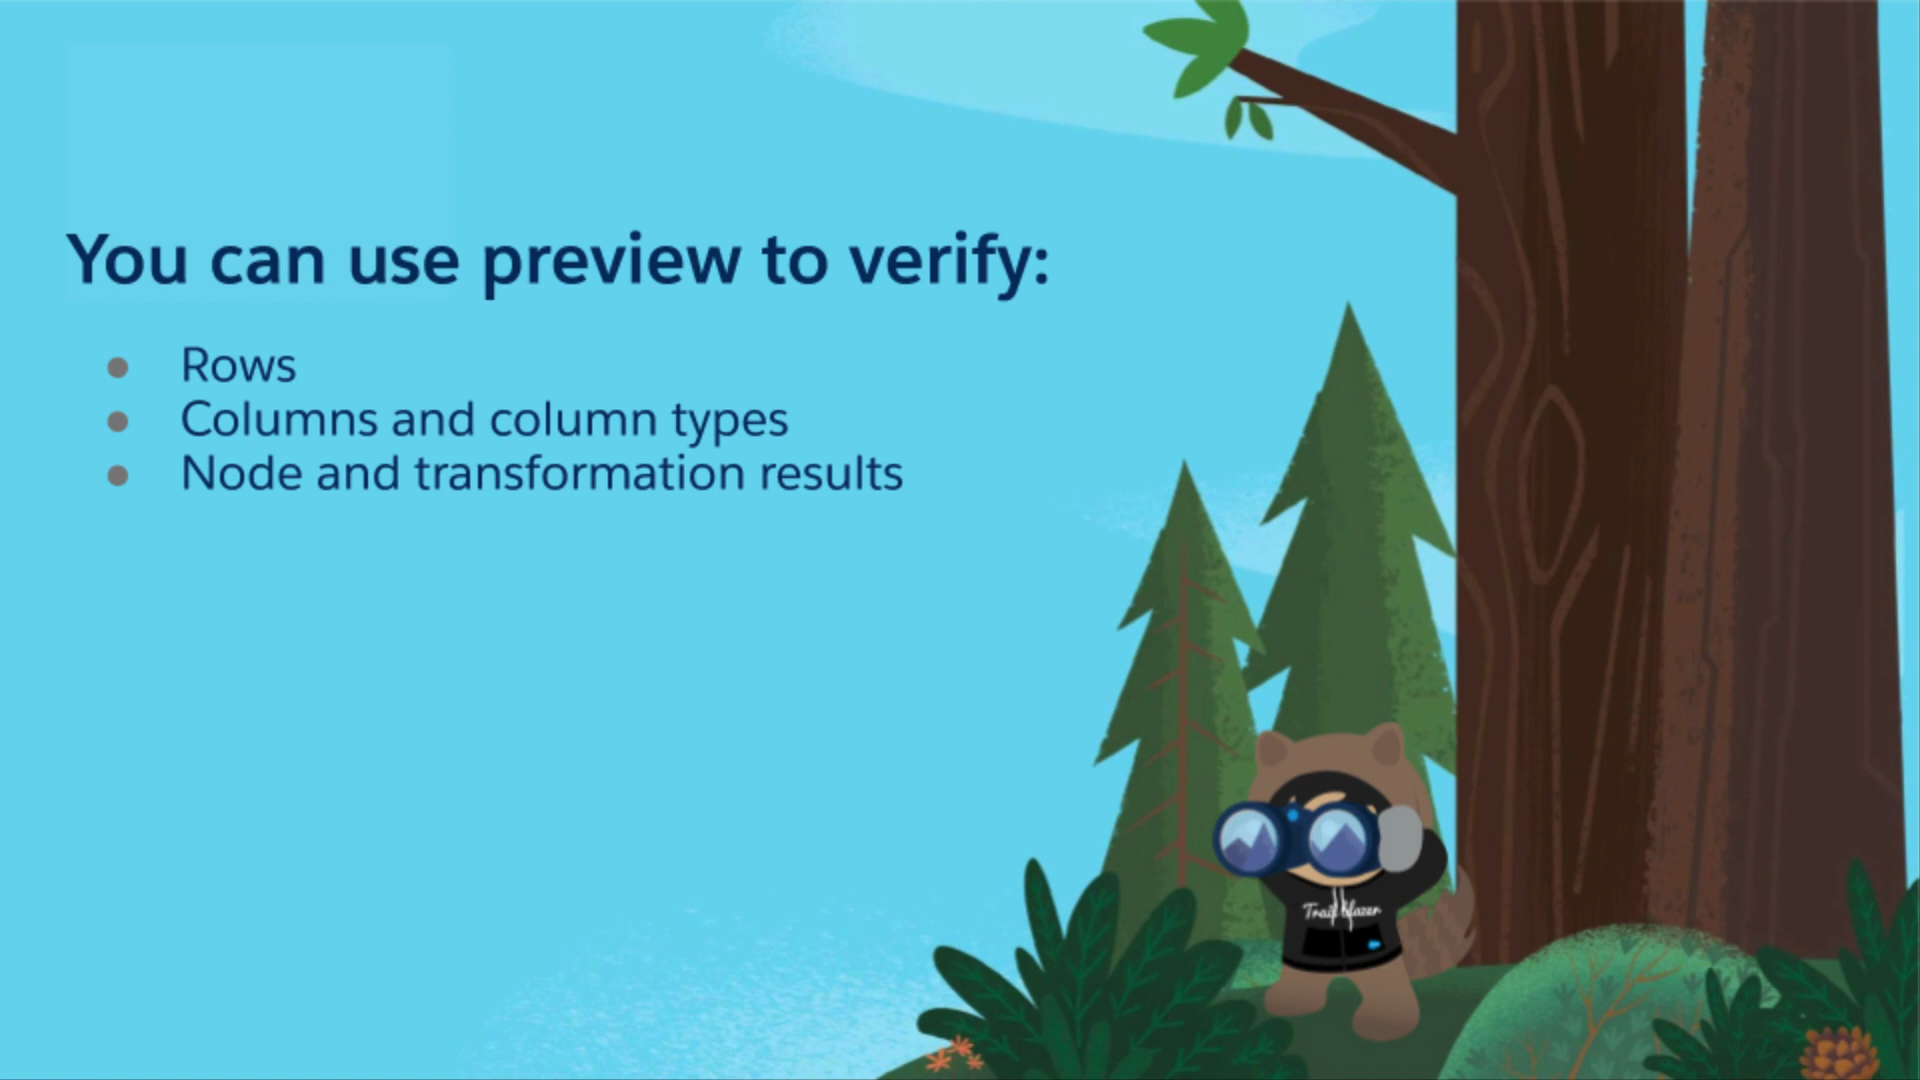 You can use preview to verify:
Rows
Columns and column types
Node and transformation results
Trailblazer